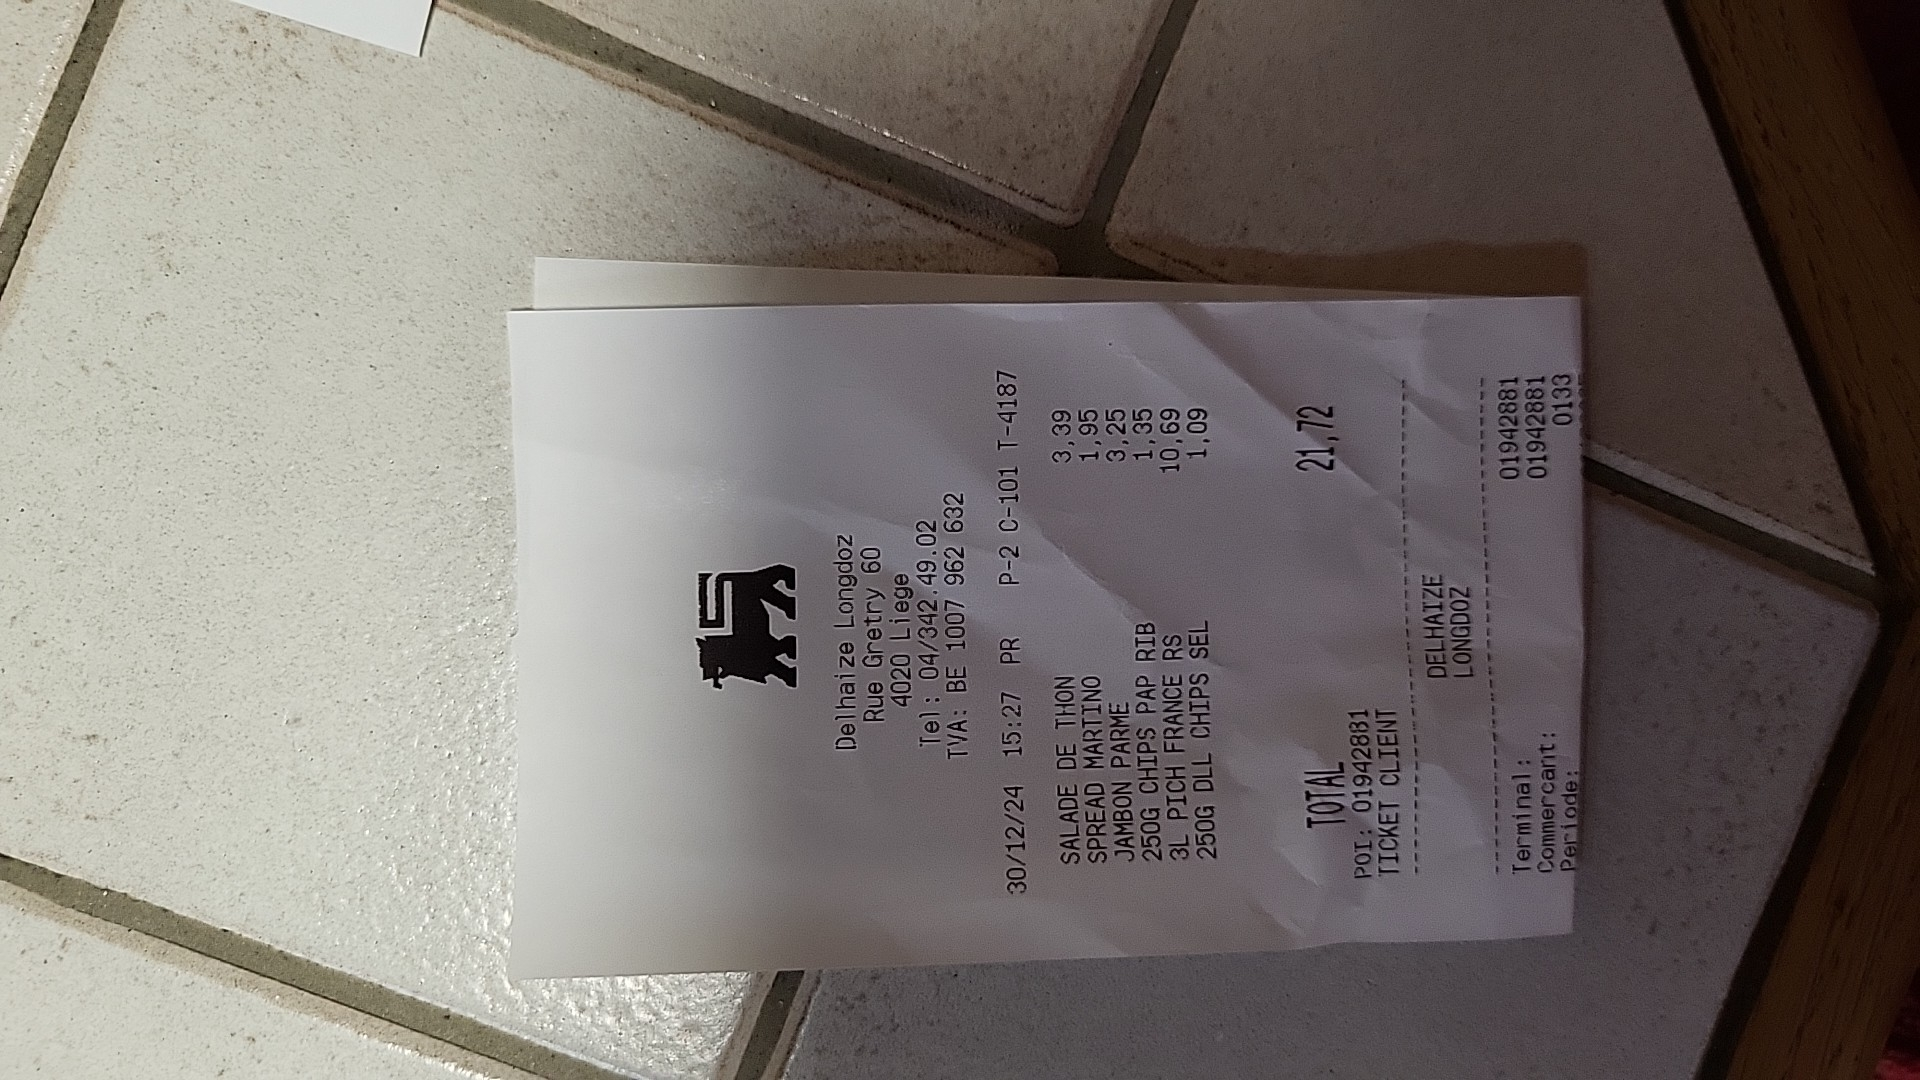 Delhaize Longdoz
Rue Gretry 60
4020 Liege
Tel: 04/342.49.02
TVA: BE 1007 962 632
30/12/24 15:27 PR P-2 C-101 T-4187
SALADE DE THON 3,39
SPREAD MARTINO 1,95
JAMBON PARME 3,25
250G CHIPS PAP RIB 1,35
3L PICH FRANCE RS 10,69
250G DLL CHIPS SEL 1,09
TOTAL 21,72
POI: 01942881
TICKET CLIENT
DELHAIZE
LONGDOZ
Terminal: 01942881
Commercant: 01942881
Periode: 0133